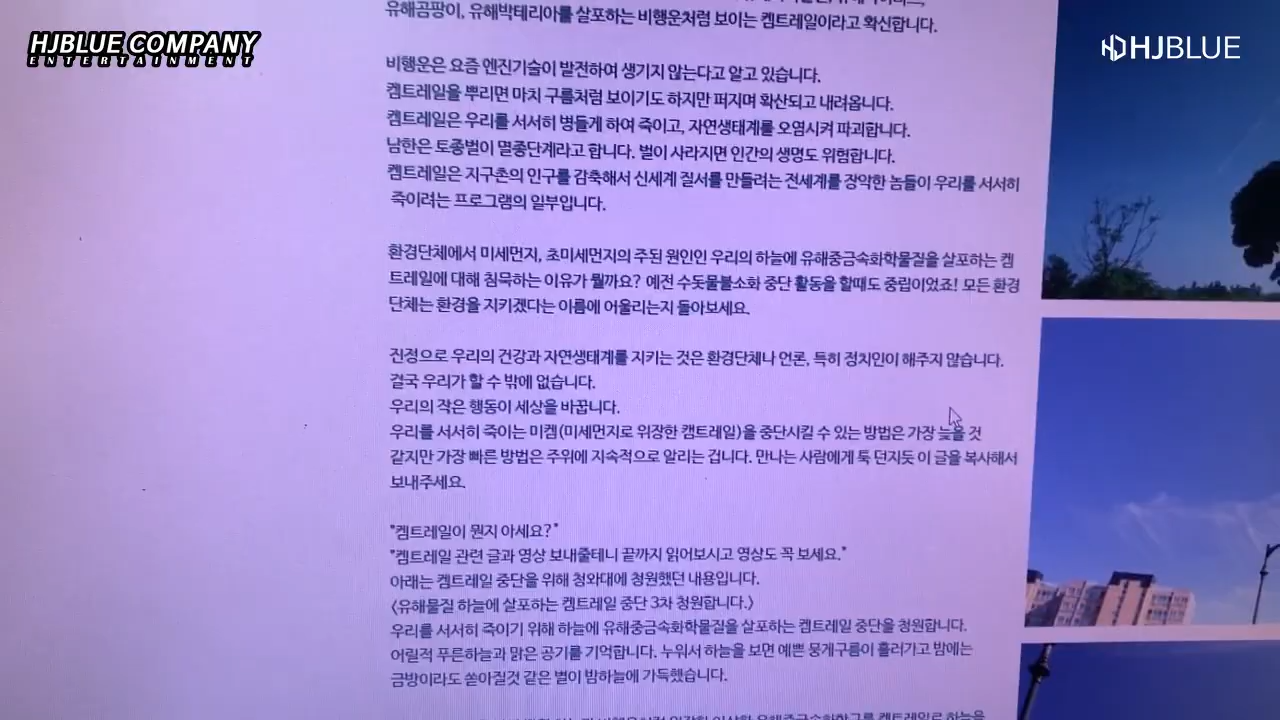 HJBLUE COMPANY
ENTERTAINMENT
HJBLUE
유해곰팡이, 유해박테리아를 살포하는 비행운처럼 보이는 켐트레일이라고 확신합니다.
비행운은 요즘 엔진기술이 발전하여 생기지 않는다고 알고 있습니다.
켐트레일을 뿌리면 마치 구름처럼 보이기도 하지만 퍼지며 확산되고 내려옵니다.
켐트레일은 우리를 서서히 병들게 하여 죽이고, 자연생태계를 오염시켜 파괴합니다.
남한은 토종벌이 멸종단계라고 합니다. 벌이 사라지면 인간의 생명도 위험합니다.
켐트레일은 지구촌의 인구를 감축해서 신세계 질서를 만들려는 전세계를 장악한 놈들이 우리를 서서히
죽이려는 프로그램의 일부입니다.
환경단체에서 미세먼지, 초미세먼지의 주된 원인인 우리의 하늘에 유해중금속화학물질을 살포하는 켐
트레일에 대해 침묵하는 이유가 뭘까요? 예전 수돗물불소화 중단 활동을 할때도 중립이었죠! 모든 환경
단체는 환경을 지키겠다는 이름에 어울리는지 돌아보세요.
진정으로 우리의 건강과 자연생태계를 지키는 것은 환경단체나 언론, 특히 정치인이 해주지 않습니다.
결국 우리가 할 수 밖에 없습니다.
우리의 작은 행동이 세상을 바꿉니다.
우리를 서서히 죽이는 미켐(미세먼지로 위장한 캠트레일)을 중단시킬 수 있는 방법은 가장 늦을 것
같지만 가장 빠른 방법은 주위에 지속적으로 알리는 겁니다. 만나는 사람에게 툭 던지듯 이 글을 복사해서
보내주세요.
"켐트레일이 뭔지 아세요?"
"켐트레일 관련 글과 영상 보내줄테니 끝까지 읽어보시고 영상도 꼭 보세요."
아래는 켐트레일 중단을 위해 청와대에 청원했던 내용입니다.
〈유해물질 하늘에 살포하는 켐트레일 중단 3차 청원합니다.〉
우리를 서서히 죽이기 위해 하늘에 유해중금속화학물질을 살포하는 켐트레일 중단을 청원합니다.
어릴적 푸른하늘과 맑은 공기를 기억합니다. 누워서 하늘을 보면 예쁜 뭉게구름이 흘러가고 밤에는
금방이라도 쏟아질것 같은 별이 밤하늘에 가득했습니다.